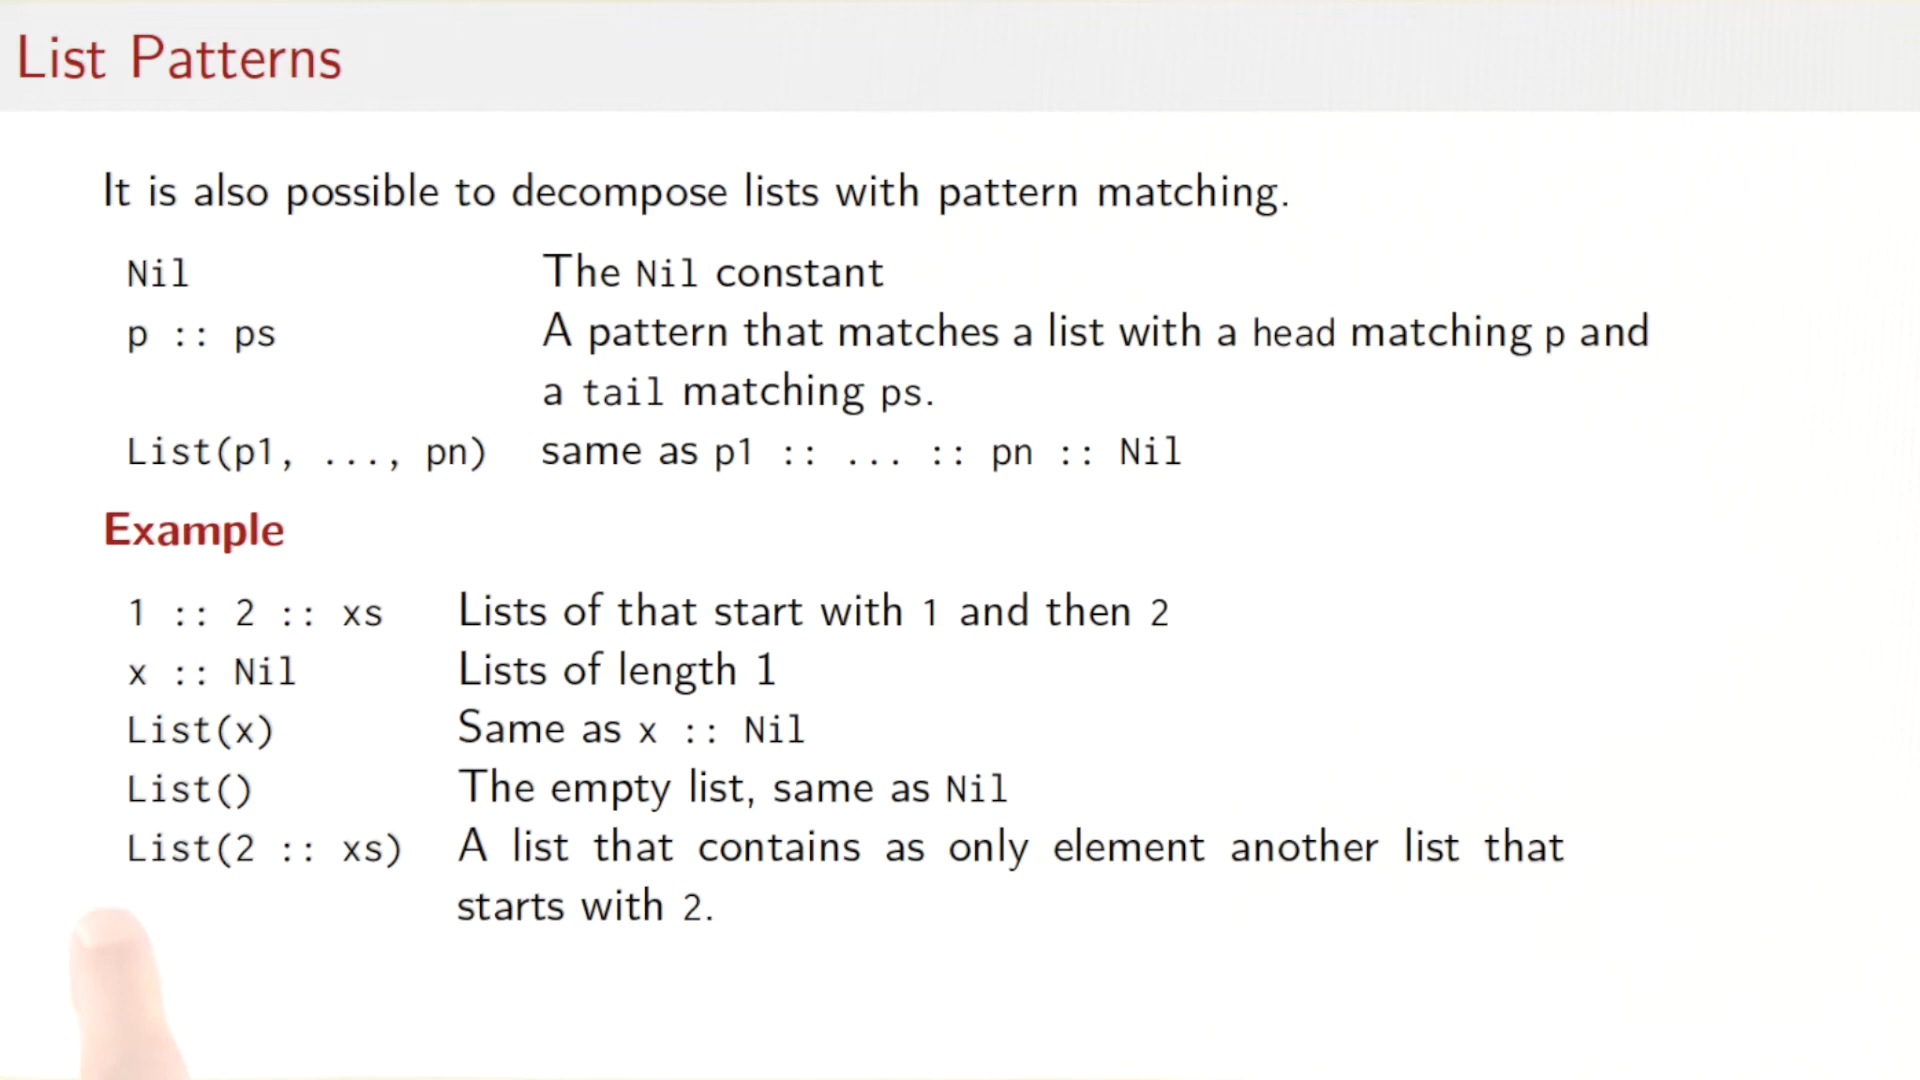 List Patterns
It is also possible to decompose lists with pattern matching.
Nil The Nil constant
p :: ps A pattern that matches a list with a head matching p and
a tail matching ps.
List(p1, ..., pn) same as p1 :: ... :: pn :: Nil
Example
1 :: 2 :: xs Lists of that start with 1 and then 2
x :: Nil Lists of length 1
List(x) Same as x :: Nil
List() The empty list, same as Nil
List(2 :: xs) A list that contains as only element another list that
starts with 2.